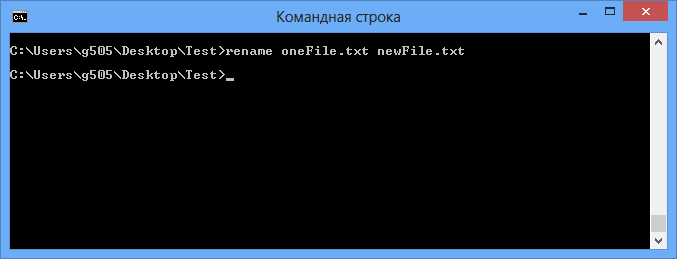 Командная строка
C:\Users\g505\Desktop\Test>rename oneFile.txt newFile.txt
C:\Users\g505\Desktop\Test>_